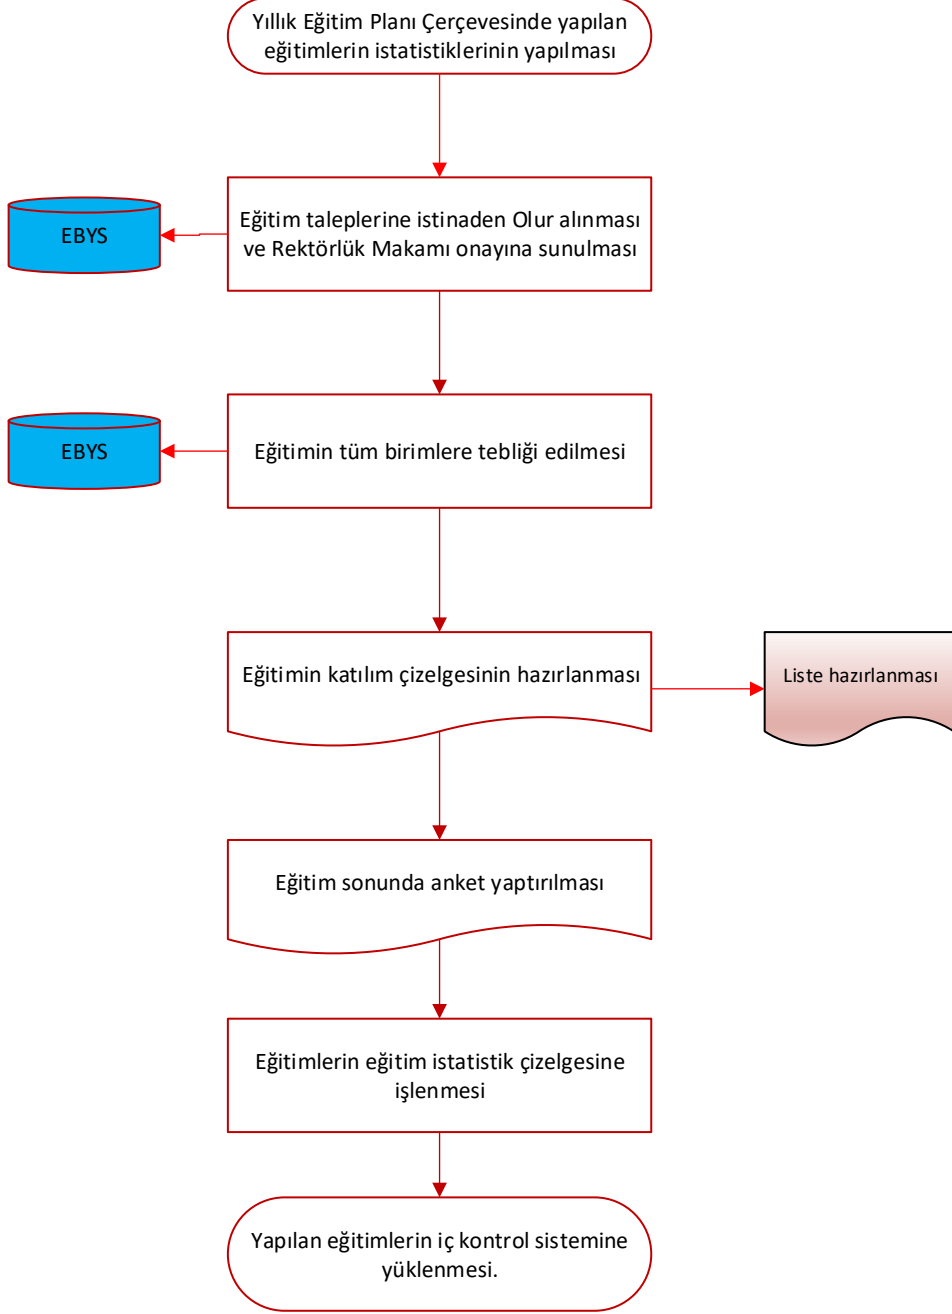 Yıllık Eğitim Planı Çerçevesinde yapılan
eğitimlerin istatistiklerinin yapılması
Eğitim taleplerine istinaden Olur alınması
ve Rektörlük Makamı onayına sunulması
EBYS
Eğitimin tüm birimlere tebliği edilmesi
EBYS
Eğitimin katılım çizelgesinin hazırlanması
Liste hazırlanması
Eğitim sonunda anket yaptırılması
Eğitimlerin eğitim istatistik çizelgesine
işlenmesi
Yapılan eğitimlerin iç kontrol sistemine
yüklenmesi.